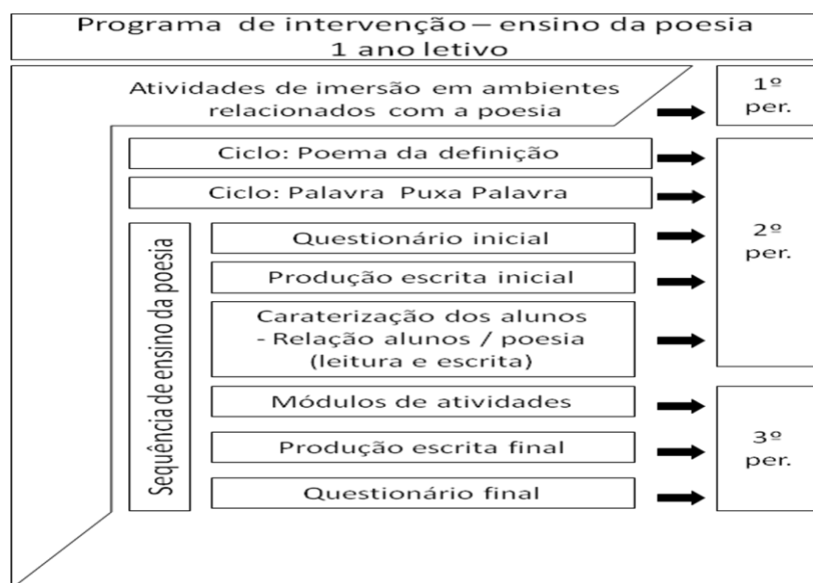 Programa de intervenção – ensino da poesia
1 ano letivo
Atividades de imersão em ambientes
relacionados com a poesia
1º
per.
Ciclo: Poema da definição
Ciclo: Palavra Puxa Palavra
Sequência de ensino da poesia
Questionário inicial
Produção escrita inicial
Caraterização dos alunos
- Relação alunos / poesia
(leitura e escrita)
2º
per.
Módulos de atividades
Produção escrita final
Questionário final
3º
per.